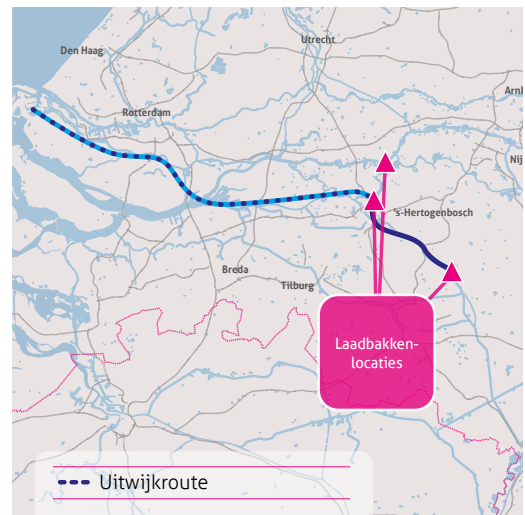 Utrecht
Den Haag
Arnh
Rotterdam
Nij
's-Hertogenbosch
Breda
Tilburg
Laadbakken-
locaties
Uitwijkroute